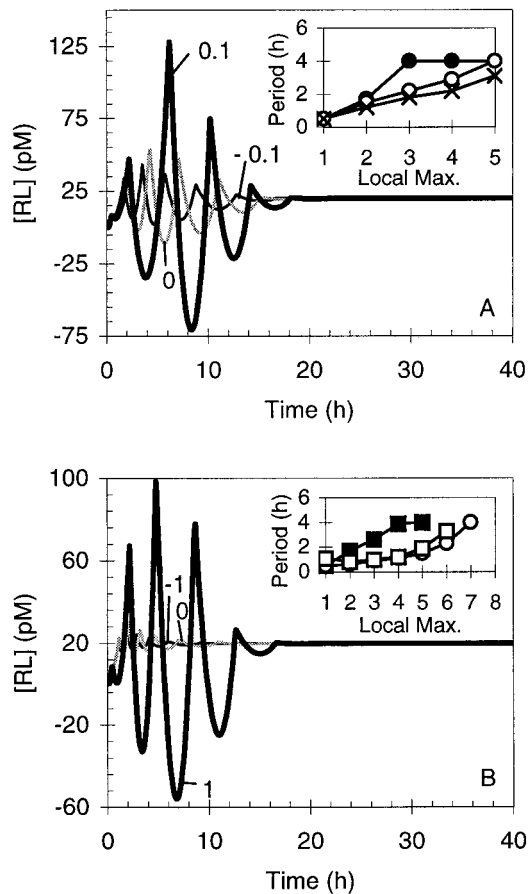 125
75
25
-25
-75
[RL] (pM)
0.1
-0.1
0
6
4
2
0
Period (h)
1 2 3 4 5
Local Max.
A
0 10 20 30 40
Time (h)
100
60
20
-20
-60
[RL] (pM)
-1
0
1
6
4
2
0
Period (h)
1 2 3 4 5 6 7 8
Local Max.
B
0 10 20 30 40
Time (h)